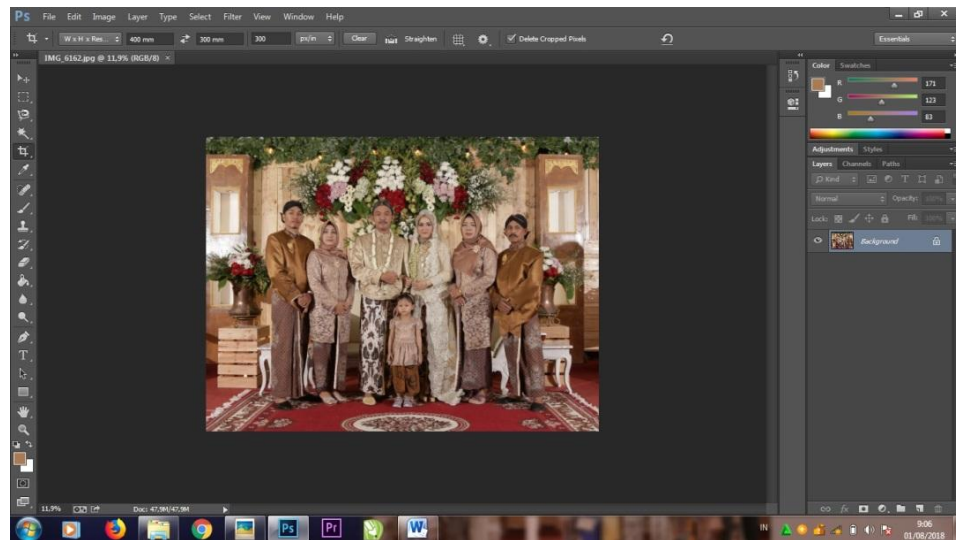 Ps File Edit Image Layer Type Select Filter View Window Help
W x H x Res... 400 mm 300 mm 300 px/in Clear Straighten Delete Cropped Pixels Essentials
IMG_6162.jpg @ 11,9% (RGB/8) ×
Color Swatches
R 171
G 123
B 83
Adjustments Styles
Layers Channels Paths
Kind
Normal Opacity: 100%
Lock: Fill: 100%
Background
11.9% Doc: 47,9M/47,9M
Ps Pr W IN 9:06
01/08/2018